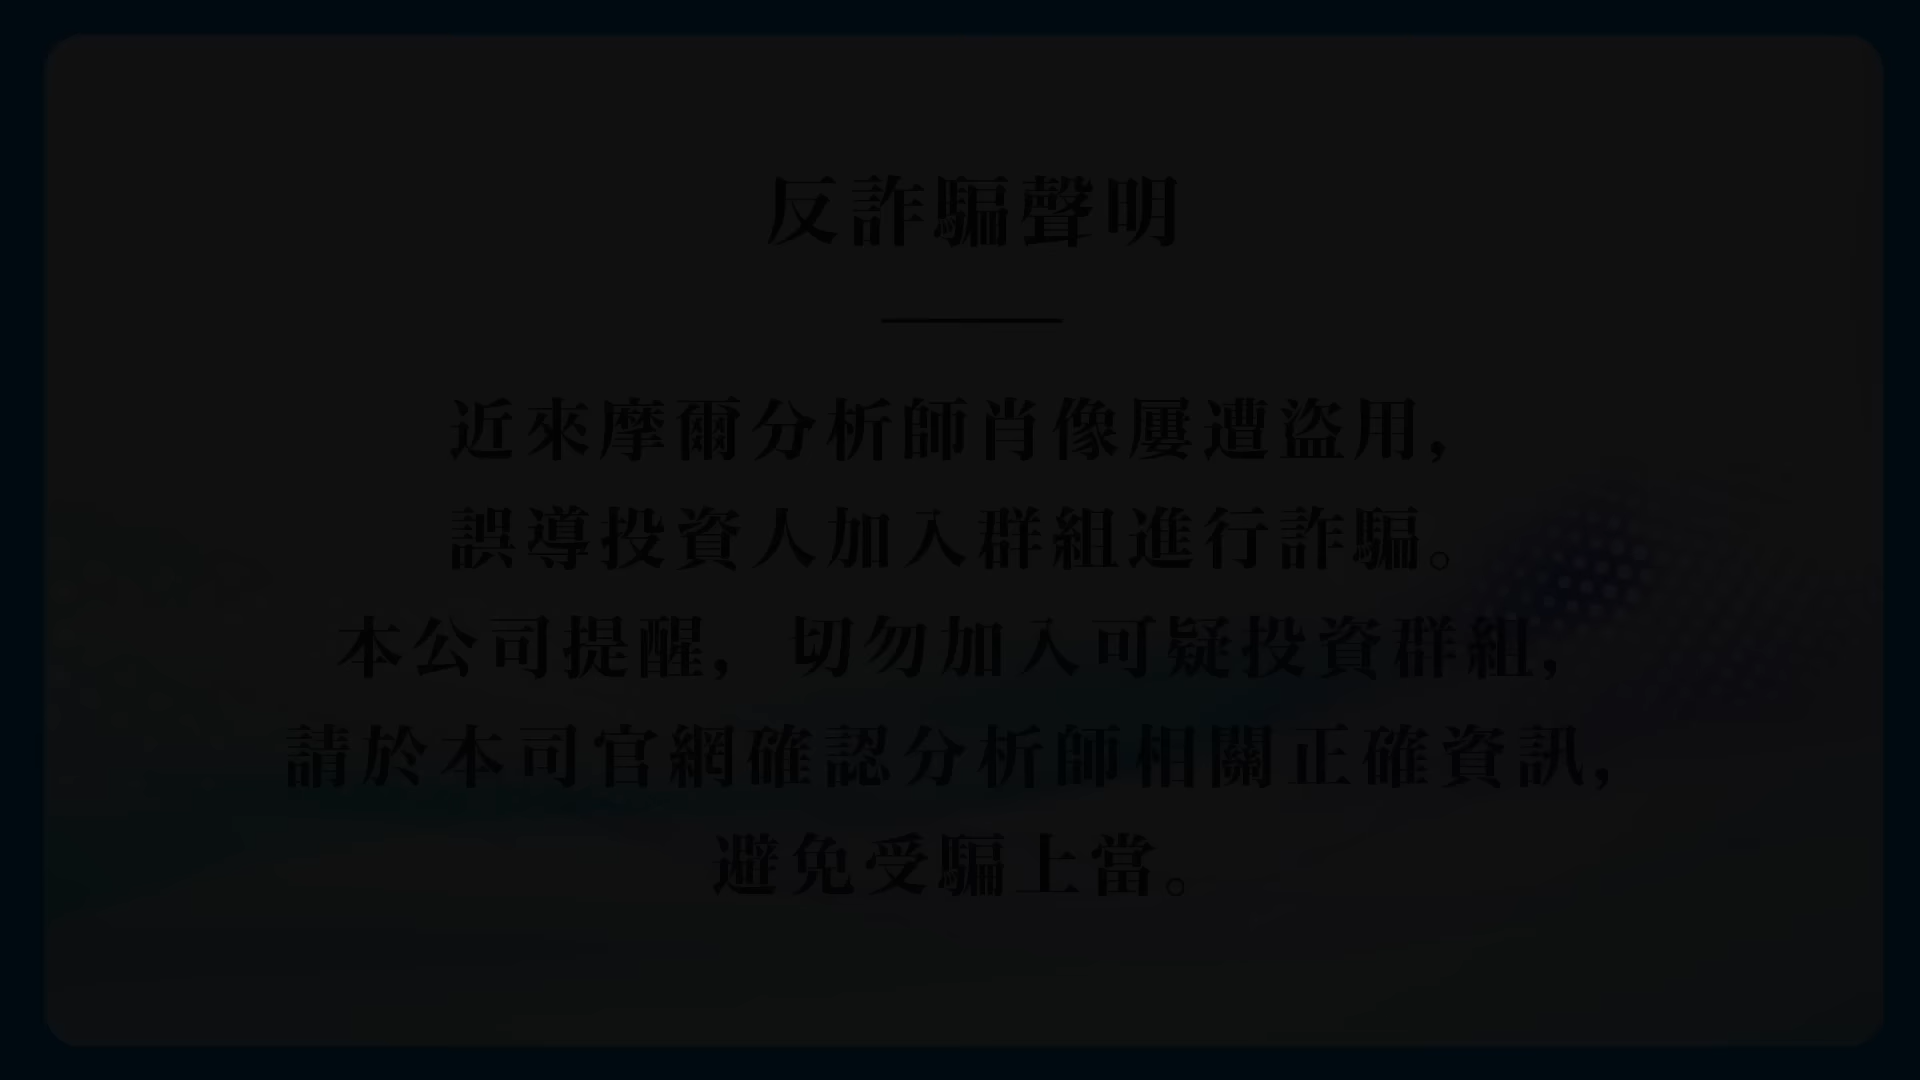 反詐騙聲明
近來摩爾分析師肖像屢遭盜用，
誤導投資人加入群組進行詐騙。
本公司提醒，切勿加入可疑投資群組，
請於本司官網確認分析師相關正確資訊，
避免受騙上當。